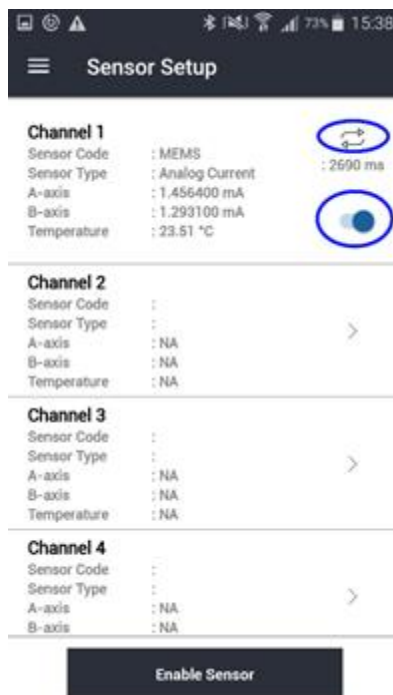 73% 15:38
Sensor Setup
Channel 1
Sensor Code : MEMS
Sensor Type : Analog Current
: 2690 ms
A-axis : 1.456400 mA
B-axis : 1.293100 mA
Temperature : 23.51 °C
Channel 2
Sensor Code :
Sensor Type :
A-axis : NA
B-axis : NA
Temperature : NA
Channel 3
Sensor Code :
Sensor Type :
A-axis : NA
B-axis : NA
Temperature : NA
Channel 4
Sensor Code :
Sensor Type :
A-axis : NA
B-axis : NA
Enable Sensor